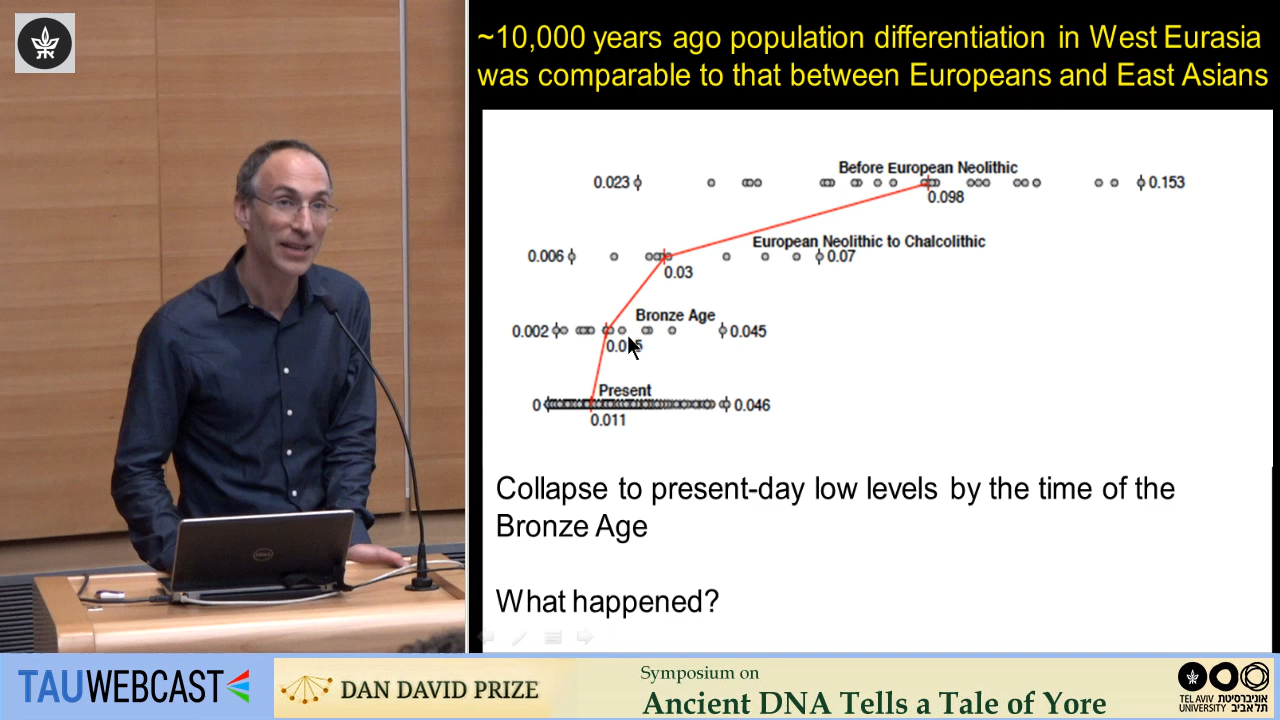 ~10,000 years ago population differentiation in West Eurasia
was comparable to that between Europeans and East Asians
Before European Neolithic
0.023
0.153
0.098
European Neolithic to Chalcolithic
0.006
0.07
0.03
Bronze Age
0.002
0.045
Present
0
0.046
0.011
Collapse to present-day low levels by the time of the
Bronze Age
What happened?
DELL
TAUWEBCAST
DAN DAVID PRIZE
Symposium on
Ancient DNA Tells a Tale of Yore
TEL AVIV אוניברסיטת
UNIVERSITY תל אביב